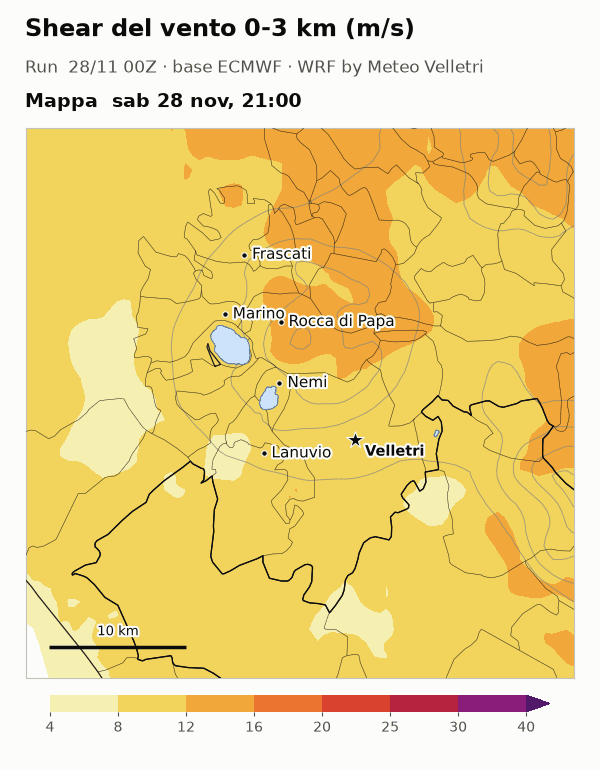 Shear del vento 0-3 km (m/s)
Run  28/11 00Z · base ECMWF · WRF by Meteo Velletri
Mappa  sab 28 nov, 21:00
Frascati
Marino
Rocca di Papa
Nemi
Velletri
Lanuvio
10 km
4 8 12 16 20 25 30 40